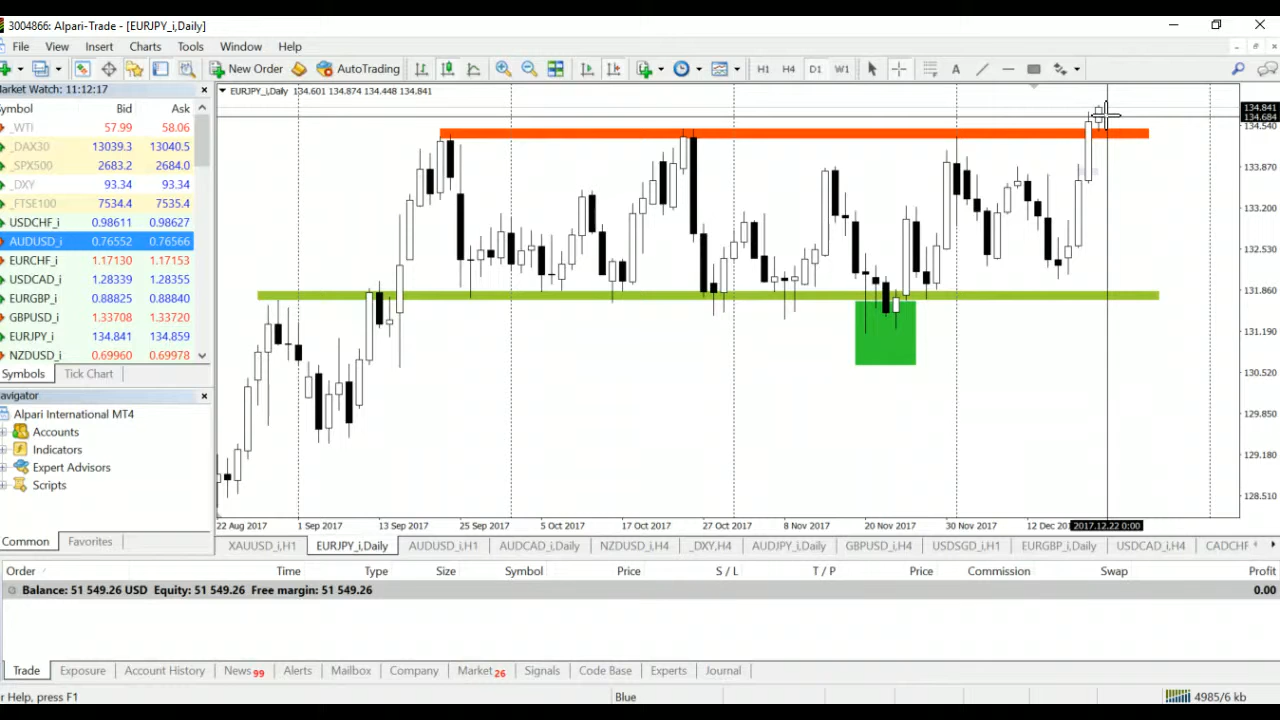 3004866: Alpari-Trade - [EURJPY_i,Daily]
File View Insert Charts Tools Window Help
New Order AutoTrading H1 H4 D1 W1 A
arket Watch: 11:12:17
ymbol Bid Ask
_WTI 57.99 58.06
_DAX30 13039.3 13040.5
_SPX500 2683.2 2684.0
_DXY 93.34 93.34
_FTSE100 7534.4 7535.4
USDCHF_i 0.98611 0.98627
AUDUSD_i 0.76552 0.76566
EURCHF_i 1.17130 1.17153
USDCAD_i 1.28339 1.28355
EURGBP_i 0.88825 0.88840
GBPUSD_i 1.33708 1.33720
EURJPY_i 134.841 134.859
NZDUSD_i 0.69960 0.69978
Symbols Tick Chart
avigator
Alpari International MT4
Accounts
Indicators
Expert Advisors
Scripts
Common Favorites
EURJPY_i,Daily 134.601 134.874 134.448 134.841
134.841
134.684
134.540
133.870
133.200
132.530
131.860
131.190
130.520
129.850
129.180
128.510
22 Aug 2017 1 Sep 2017 13 Sep 2017 25 Sep 2017 5 Oct 2017 17 Oct 2017 27 Oct 2017 8 Nov 2017 20 Nov 2017 30 Nov 2017 12 Dec 201 2017.12.22 0:00
XAUUSD_i,H1 EURJPY_i,Daily AUDUSD_i,H1 AUDCAD_i,Daily NZDUSD_i,H4 _DXY,H4 AUDJPY_i,Daily GBPUSD_i,H4 USDSGD_i,H1 EURGBP_i,Daily USDCAD_i,H4 CADCHF
Order Time Type Size Symbol Price S / L T / P Price Commission Swap Profit
Balance: 51 549.26 USD Equity: 51 549.26 Free margin: 51 549.26 0.00
Trade Exposure Account History News 99 Alerts Mailbox Company Market 26 Signals Code Base Experts Journal
r Help, press F1 Blue 4985/6 kb